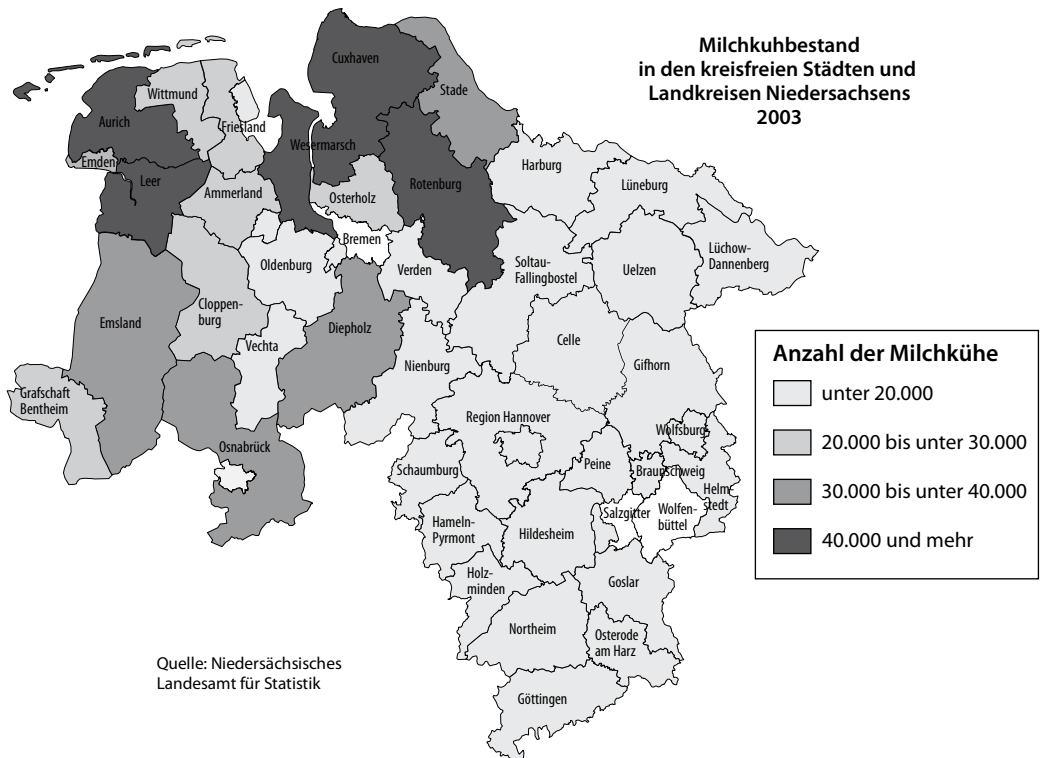 Milchkuhbestand
in den kreisfreien Städten und
Landkreisen Niedersachsens
2003
Cuxhaven
Stade
Wittmund
Aurich
Friesland
Wesermarsch
Emden
Leer
Ammerland
Osterholz
Rotenburg
Harburg
Lüneburg
Bremen
Oldenburg
Verden
Soltau-
Fallingbostel
Uelzen
Lüchow-
Dannenberg
Emsland
Cloppen-
burg
Vechta
Diepholz
Nienburg
Celle
Gifhorn
Grafschaft
Bentheim
Osnabrück
Region Hannover
Wolfsburg
Schaumburg
Peine
Braunschweig
Helm-
stedt
Hameln-
Pyrmont
Hildesheim
Salzgitter
Wolfen-
büttel
Holz-
minden
Goslar
Northeim
Osterode
am Harz
Göttingen
Anzahl der Milchkühe
unter 20.000
20.000 bis unter 30.000
30.000 bis unter 40.000
40.000 und mehr
Quelle: Niedersächsisches
Landesamt für Statistik